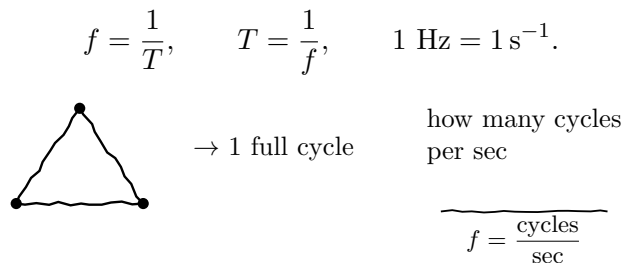 f = 1/T, T = 1/f, 1 Hz = 1 s⁻¹.
→ 1 full cycle
how many cycles
per sec
f = cycles/sec